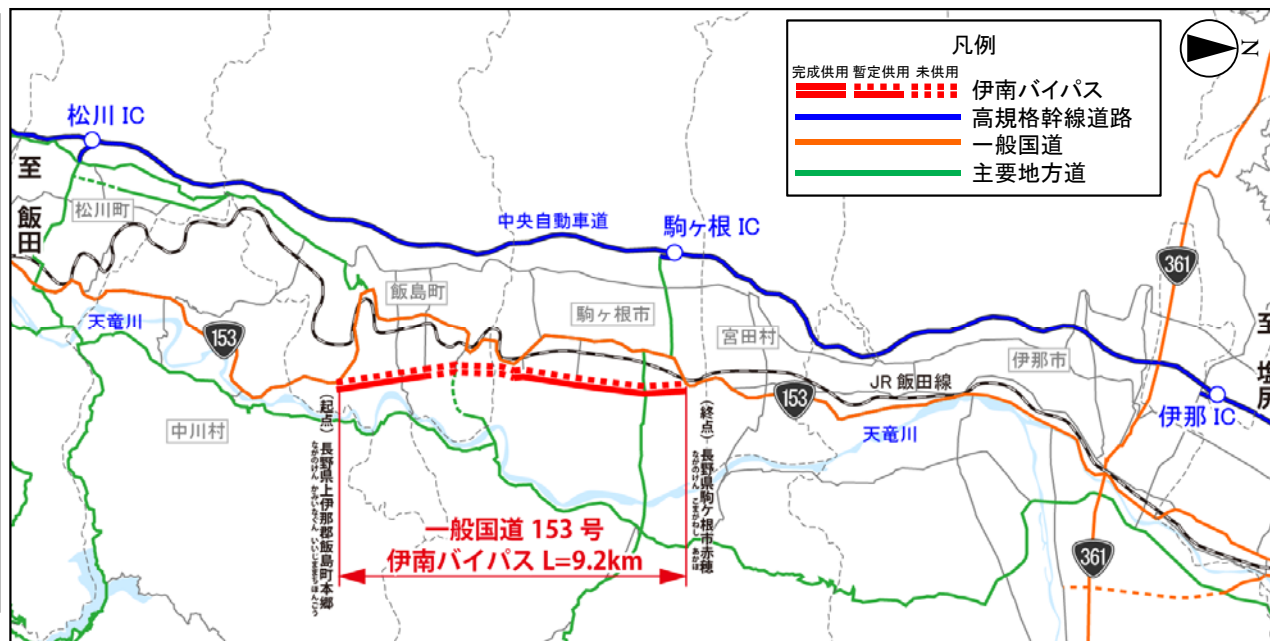 凡例
完成供用 暫定供用 未供用
伊南バイパス
高規格幹線道路
一般国道
主要地方道
N
松川 IC
至 飯田
松川町
中央自動車道
駒ヶ根 IC
飯島町
駒ヶ根市
宮田村
伊那市
361
至 塩尻
伊那 IC
天竜川
153
JR 飯田線
153
天竜川
中川村
(起点) 長野県上伊那郡飯島町本郷
ながのけん かみいなぐん いいじままち ほんごう
(終点) 長野県駒ケ根市赤穂
ながのけん こまがねし あかほ
一般国道 153 号
伊南バイパス L=9.2km
361